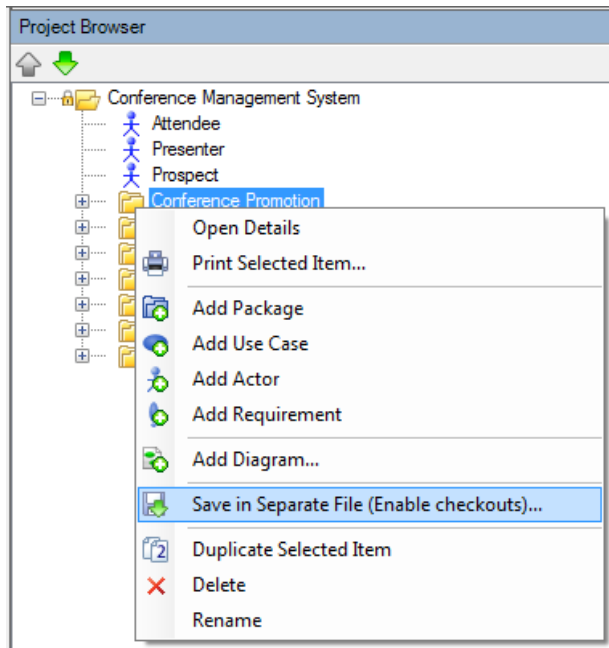 Project Browser
Conference Management System
Attendee
Presenter
Prospect
Conference Promotion
Open Details
Print Selected Item...
Add Package
Add Use Case
Add Actor
Add Requirement
Add Diagram...
Save in Separate File (Enable checkouts)...
2 Duplicate Selected Item
Delete
Rename